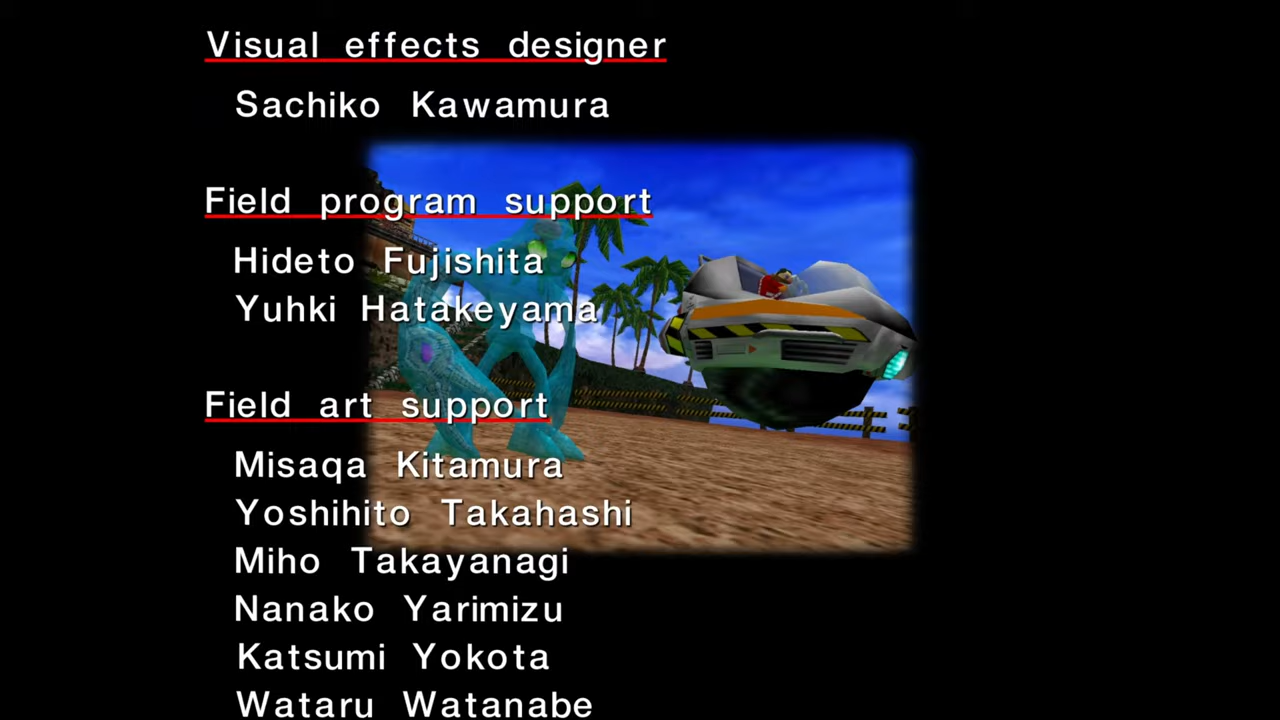 Visual effects designer
Sachiko Kawamura
Field program support
Hideto Fujishita
Yuhki Hatakeyama
Field art support
Misaqa Kitamura
Yoshihito Takahashi
Miho Takayanagi
Nanako Yarimizu
Katsumi Yokota
Wataru Watanabe